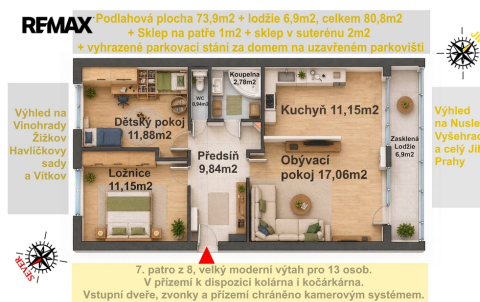 RE/MAX
Podlahová plocha 73,9m2 + lodžie 6,9m2, celkem 80,8m2
+ Sklep na patře 1m2 + sklep v suterénu 2m2
+ vyhrazené parkovací stání za domem na uzavřeném parkovišti
Výhled na
Vinohrady
Žižkov
Havlíčkovy
sady
a Vítkov
Dětský pokoj
11,88m2
WC
0,94m2
Koupelna
2,78m2
Kuchyň 11,15m2
Zasklená
Lodžie
6,9m2
Výhled
na Nusle
Vyšehrad
a celý Jih
Prahy
Předsíň
9,84m2
Obývací
pokoj 17,06m2
Ložnice
11,15m2
SEVER
7. patro z 8, velký moderní výtah pro 13 osob.
V přízemí k dispozici kolárna i kočárkárna.
Vstupní dveře, zvonky a přízemí chráněno kamerovým systémem.